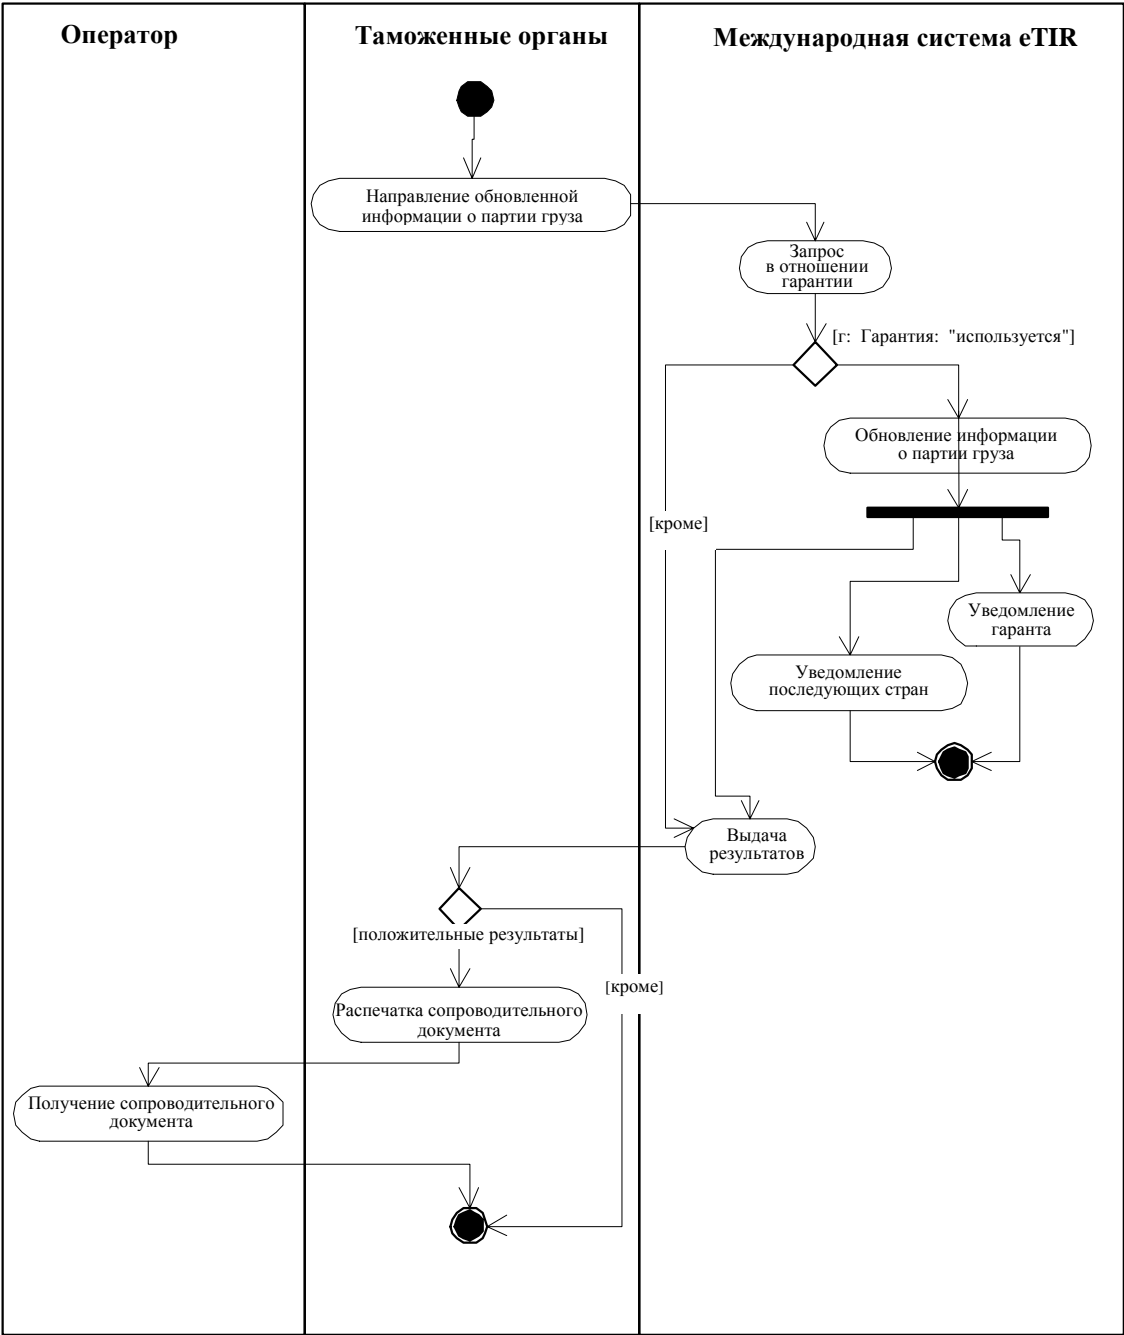 Оператор
Таможенные органы
Международная система eTIR
Направление обновленной
информации о партии груза
Запрос
в отношении
гарантии
[г: Гарантия: "используется"]
Обновление информации
о партии груза
[кроме]
Уведомление
гаранта
Уведомление
последующих стран
Выдача
результатов
[положительные результаты]
[кроме]
Распечатка сопроводительного
документа
Получение сопроводительного
документа